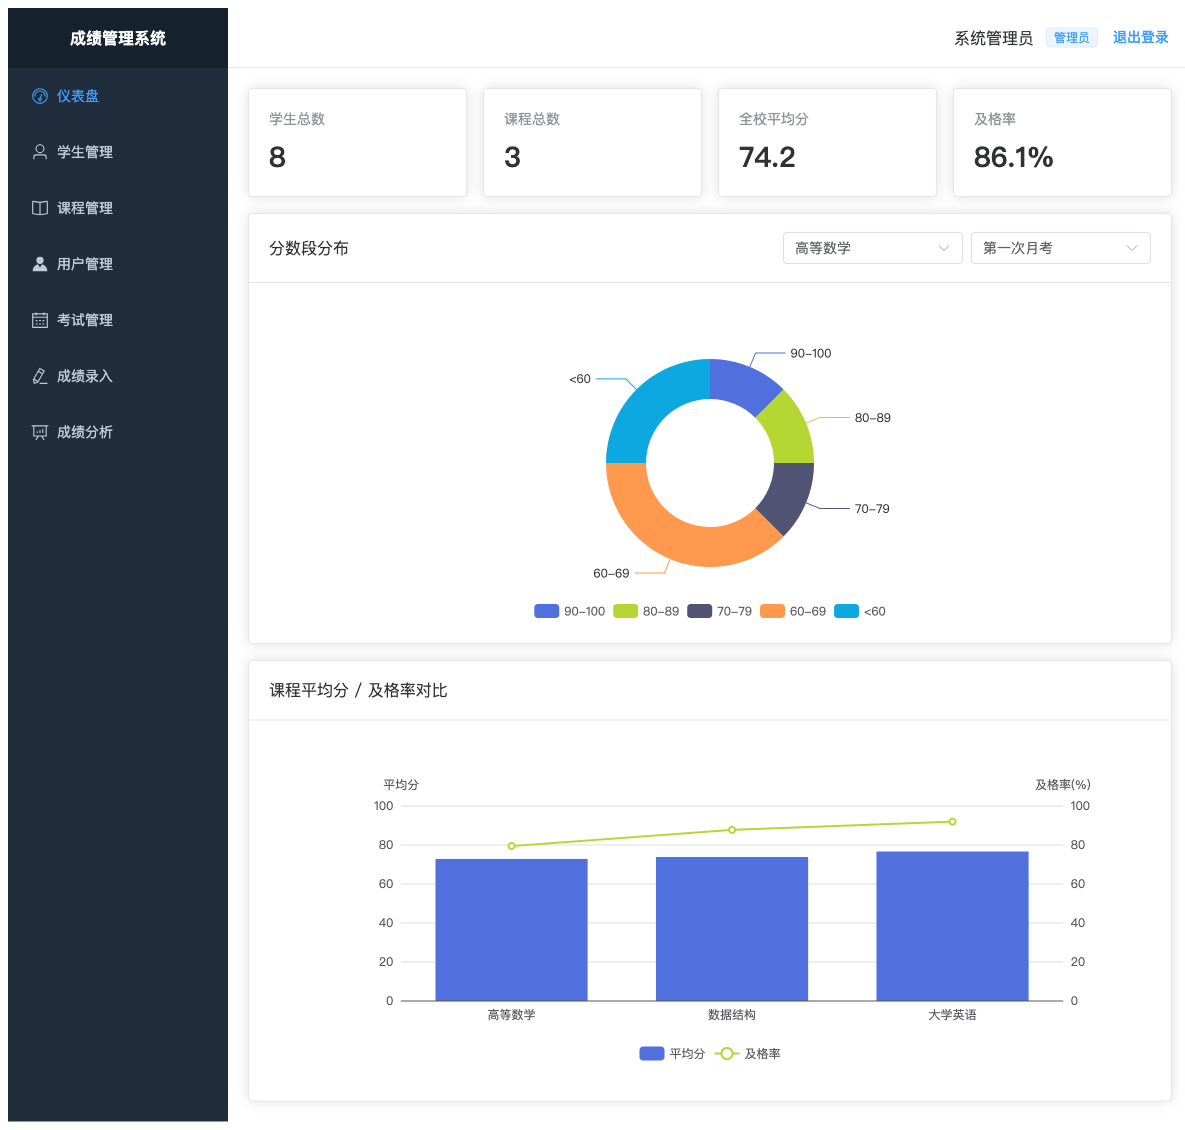 成绩管理系统
系统管理员 管理员 退出登录
仪表盘
学生管理
课程管理
用户管理
考试管理
成绩录入
成绩分析
学生总数
8
课程总数
3
全校平均分
74.2
及格率
86.1%
分数段分布
高等数学
第一次月考
90-100
<60
80-89
70-79
60-69
90-100 80-89 70-79 60-69 <60
课程平均分 / 及格率对比
平均分 及格率(%)
100 100
80 80
60 60
40 40
20 20
0 0
高等数学 数据结构 大学英语
平均分 及格率